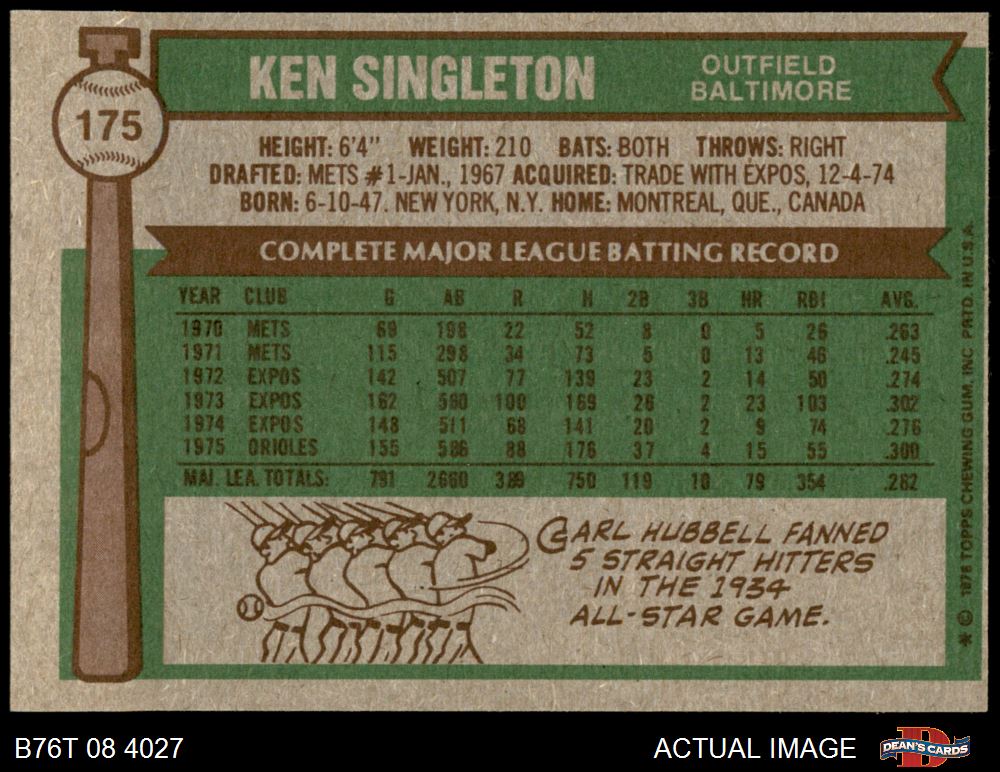 KEN SINGLETON
OUTFIELD
BALTIMORE
175
HEIGHT: 6'4" WEIGHT: 210 BATS: BOTH THROWS: RIGHT
DRAFTED: METS #1-JAN., 1967 ACQUIRED: TRADE WITH EXPOS, 12-4-74
BORN: 6-10-47. NEW YORK, N.Y. HOME: MONTREAL, QUE., CANADA
COMPLETE MAJOR LEAGUE BATTING RECORD
YEAR CLUB G AB R H 2B 3B HR RBI AVG.
1970 METS 69 198 22 52 8 0 5 26 .263
1971 METS 115 298 34 73 5 0 13 46 .245
1972 EXPOS 142 507 77 139 23 2 14 50 .274
1973 EXPOS 162 560 100 169 26 2 23 103 .302
1974 EXPOS 148 511 68 141 20 2 9 74 .276
1975 ORIOLES 155 586 88 176 37 4 15 55 .300
MAJ. LEA. TOTALS: 791 2660 389 750 119 10 79 354 .282
CARL HUBBELL FANNED
5 STRAIGHT HITTERS
IN THE 1934
ALL-STAR GAME.
* © 1976 TOPPS CHEWING GUM, INC PRTD. IN U.S.A.
B76T 08 4027
ACTUAL IMAGE
D
DEAN'S CARDS